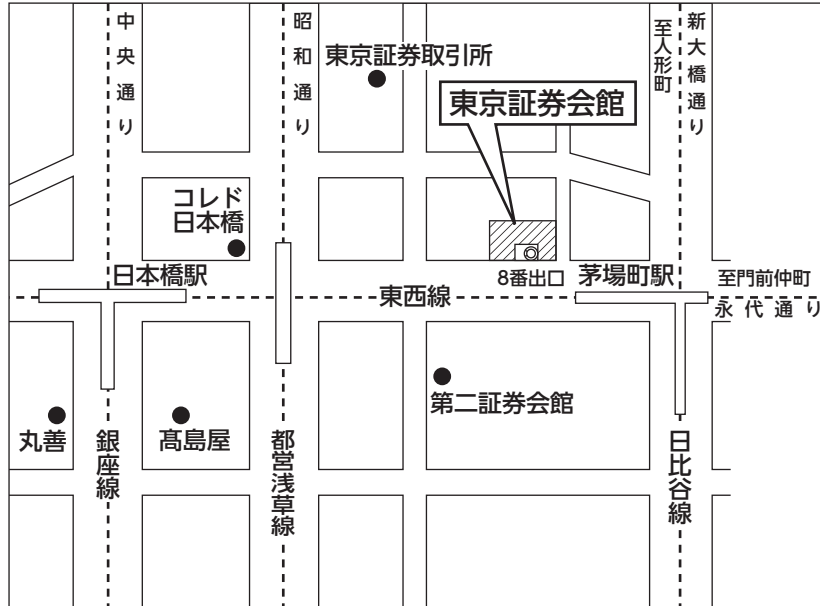 中央通り
昭和通り
東京証券取引所
至人形町
新大橋通り
東京証券会館
コレド
日本橋
日本橋駅
8番出口
茅場町駅
至門前仲町
東西線
永代通り
第二証券会館
丸善
銀座線
髙島屋
都営浅草線
日比谷線